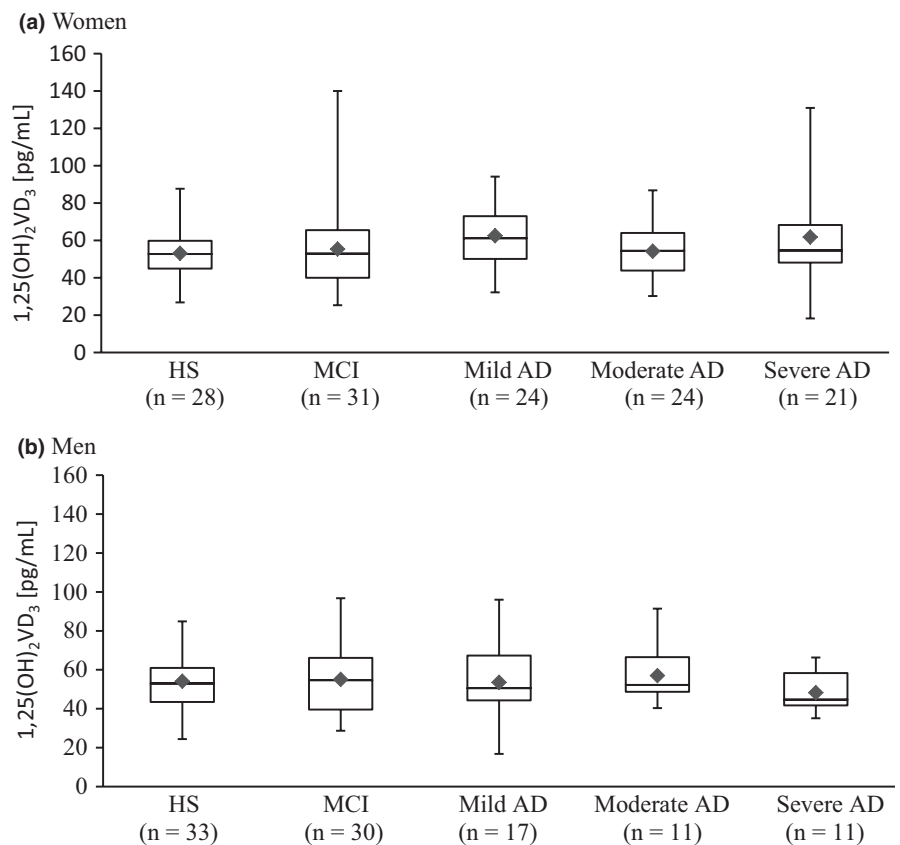 (a) Women
160
140
120
100
80
60
40
20
0
1,25(OH)₂VD₃ [pg/mL]
HS MCI Mild AD Moderate AD Severe AD
(n = 28) (n = 31) (n = 24) (n = 24) (n = 21)
(b) Men
160
140
120
100
80
60
40
20
0
1,25(OH)₂VD₃ [pg/mL]
HS MCI Mild AD Moderate AD Severe AD
(n = 33) (n = 30) (n = 17) (n = 11) (n = 11)